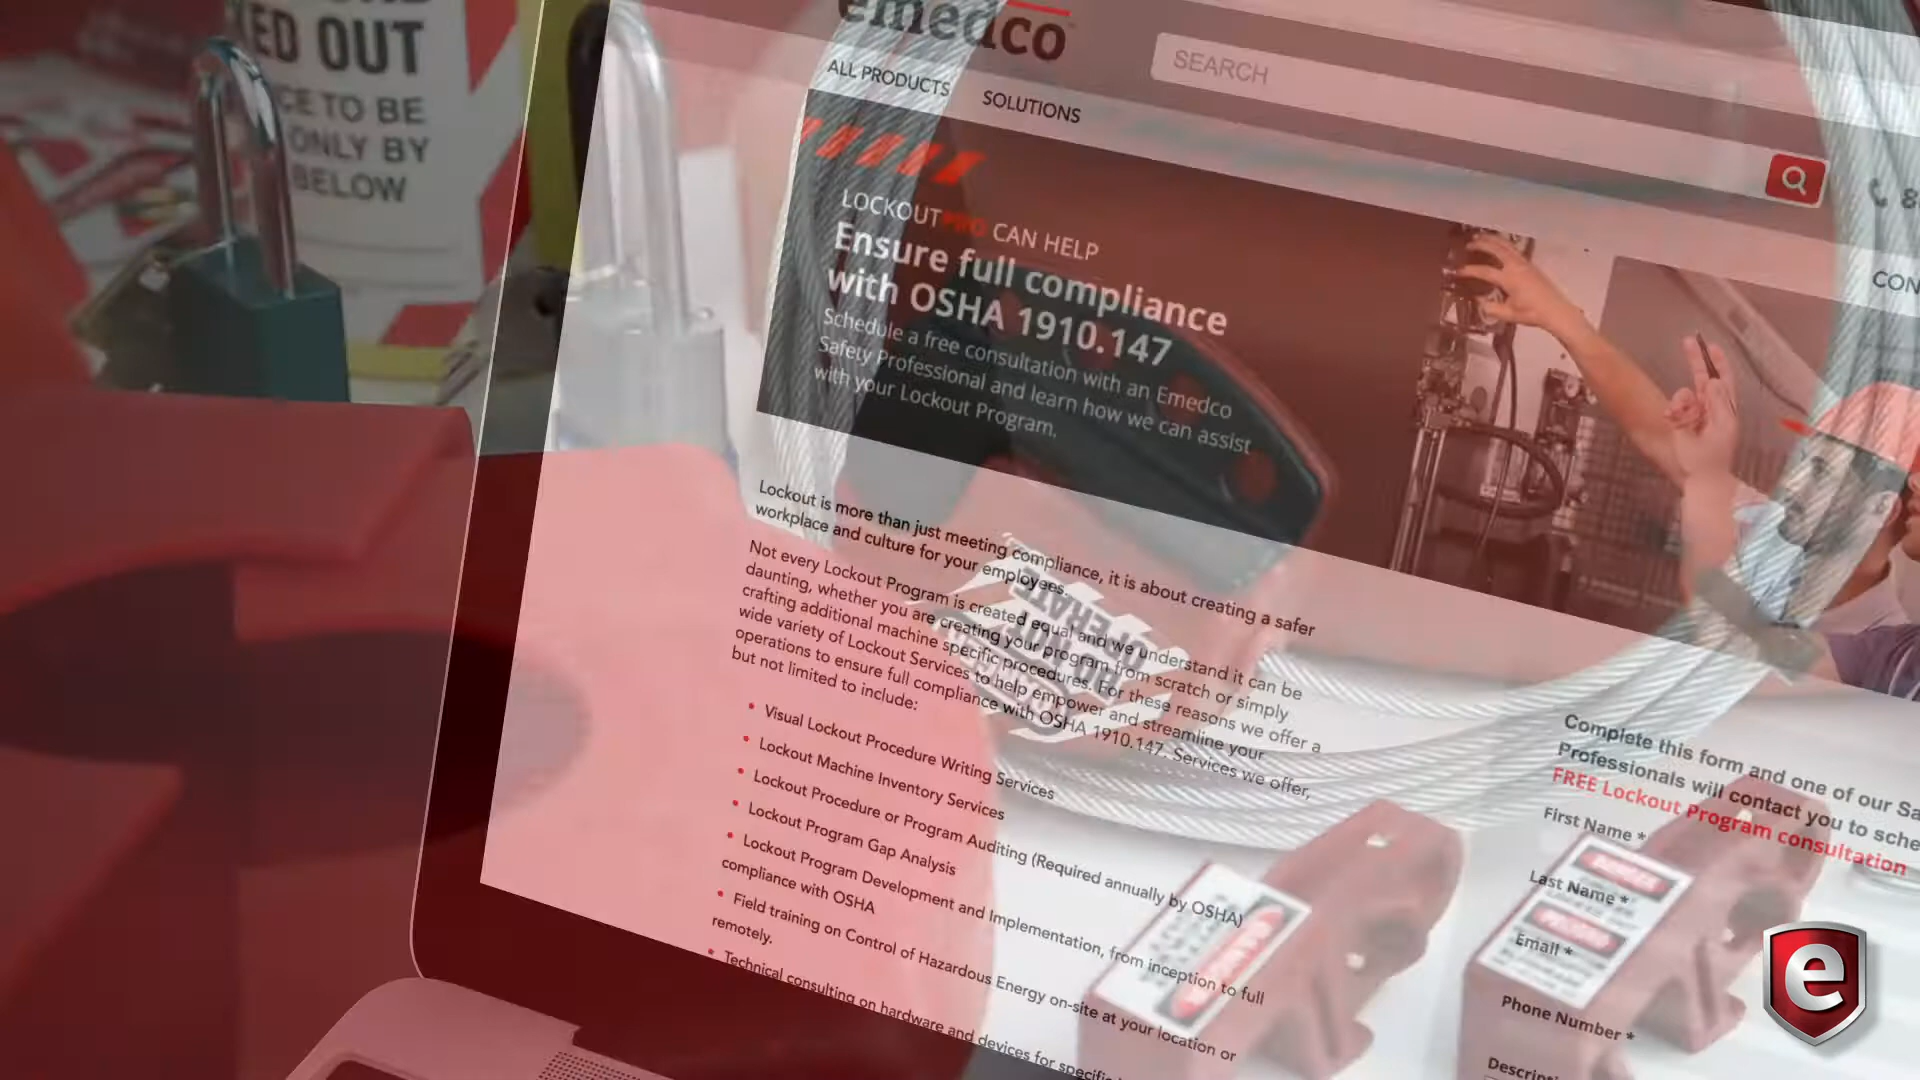 KED OUT
CE TO BE
ONLY BY
BELOW
emedco
SEARCH
ALL PRODUCTS
SOLUTIONS
LOCKOUTPRO CAN HELP
Ensure full compliance
with OSHA 1910.147
Schedule a free consultation with an Emedco
Safety Professional and learn how we can assist
with your Lockout Program.
CON
Lockout is more than just meeting compliance, it is about creating a safer
workplace and culture for your employees.
Not every Lockout Program is created equal and we understand it can be
daunting, whether you are creating your program from scratch or simply
crafting additional machine specific procedures. For these reasons we offer a
wide variety of Lockout Services to help empower and streamline your
operations to ensure full compliance with OSHA 1910.147. Services we offer,
but not limited to include:
• Visual Lockout Procedure Writing Services
• Lockout Machine Inventory Services
• Lockout Procedure or Program Auditing (Required annually by OSHA)
• Lockout Program Gap Analysis
• Lockout Program Development and Implementation, from inception to full
compliance with OSHA
• Field training on Control of Hazardous Energy on-site at your location or
remotely.
• Technical consulting on hardware and devices for specifi
DO NOT
OPERATE
Complete this form and one of our Sa
Professionals will contact you to sche
FREE Lockout Program consultation
First Name *
Last Name *
Email *
Phone Number *
Descript
DANGER
e